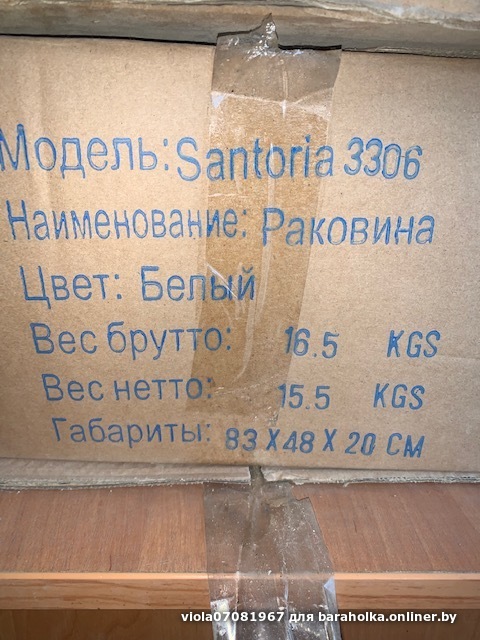 Модель: Santoria 3306
Наименование: Раковина
Цвет: Белый
Вес брутто: 16.5 KGS
Вес нетто: 15.5 KGS
Габариты: 83 X 48 X 20 CM
viola07081967 для baraholka.onliner.by